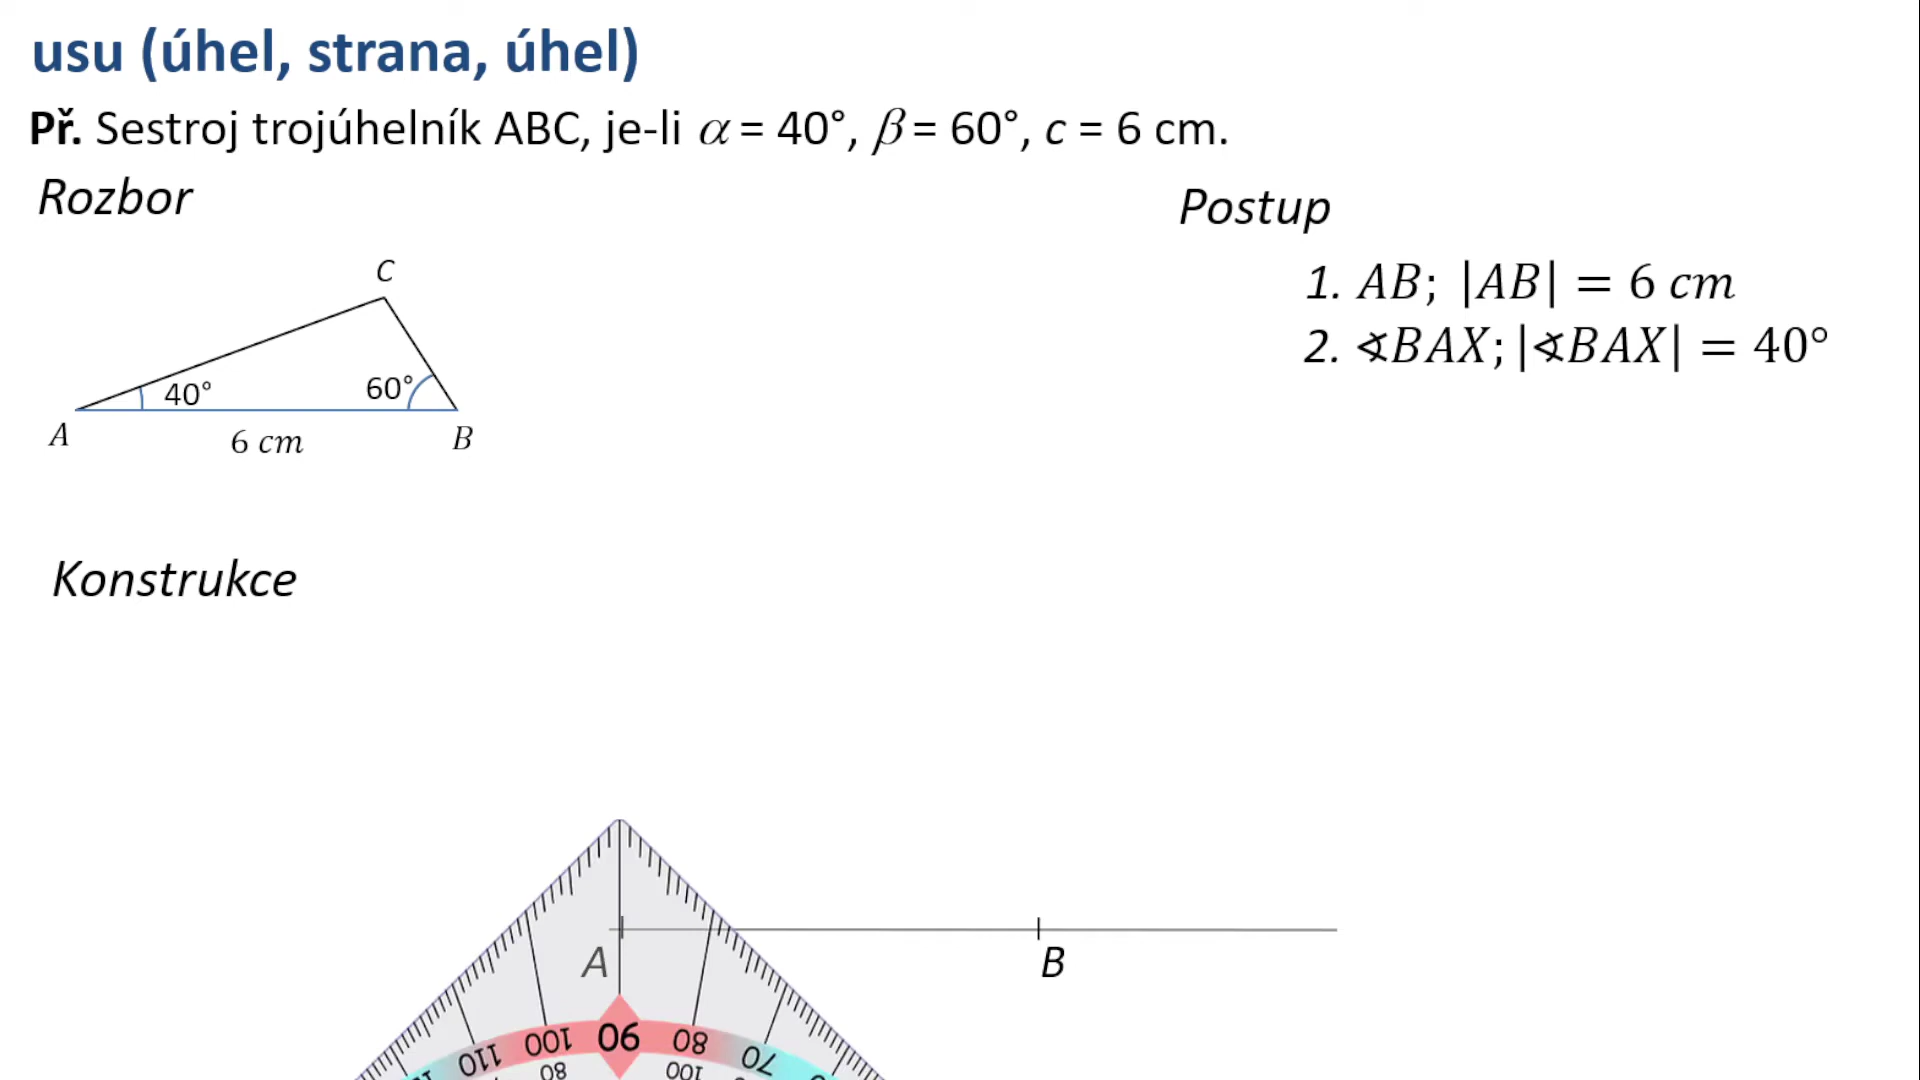 usu (úhel, strana, úhel)
Př. Sestroj trojúhelník ABC, je-li α = 40°, β = 60°, c = 6 cm.
Rozbor
Postup
1. AB; |AB| = 6 cm
2. ∢BAX; |∢BAX| = 40°
C
40°
60°
A
6 cm
B
Konstrukce
A
B
110 100 90 80 70
80 100